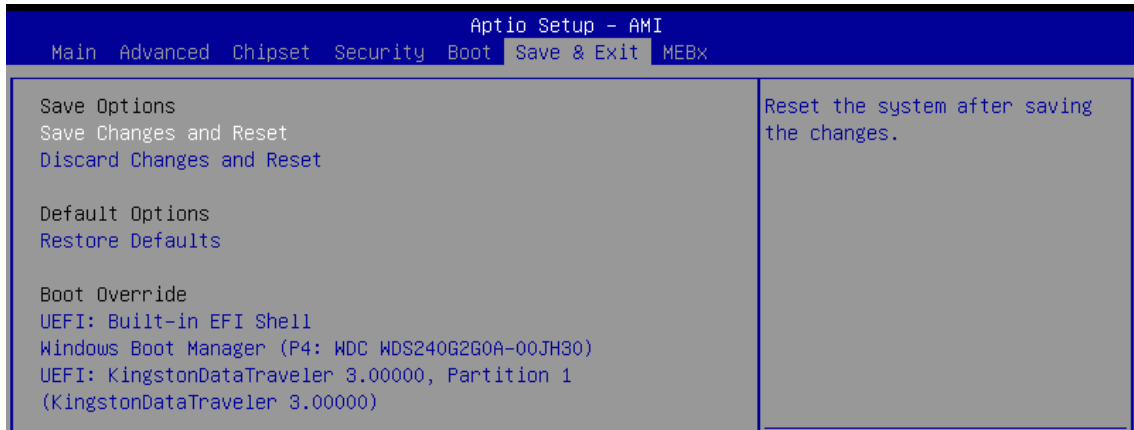 Aptio Setup – AMI
Main Advanced Chipset Security Boot Save & Exit MEBx
Save Options
Save Changes and Reset
Discard Changes and Reset
Default Options
Restore Defaults
Boot Override
UEFI: Built-in EFI Shell
Windows Boot Manager (P4: WDC WDS240G2G0A-00JH30)
UEFI: KingstonDataTraveler 3.00000, Partition 1
(KingstonDataTraveler 3.00000)
Reset the system after saving
the changes.